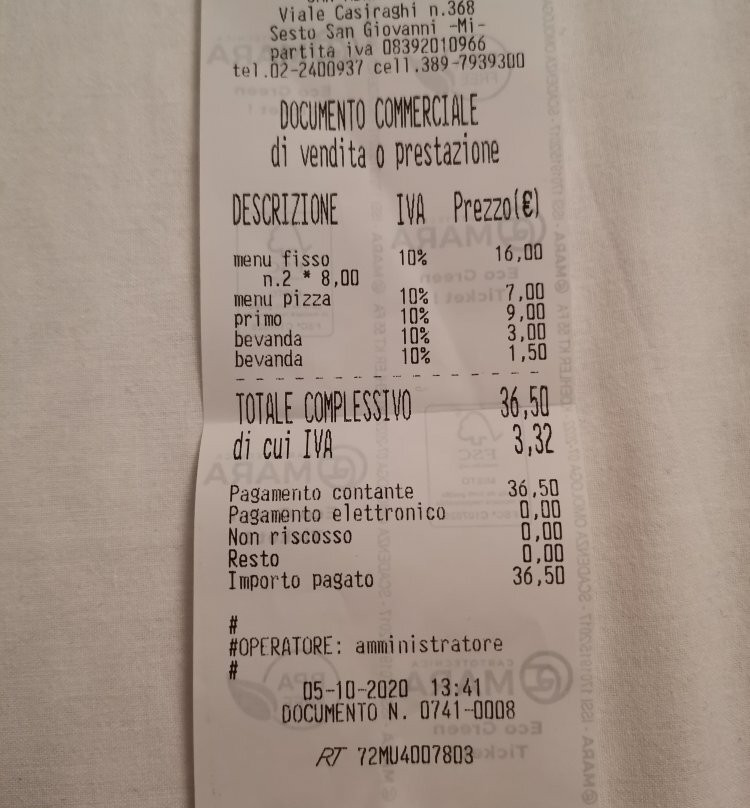 Viale Casiraghi n.368
Sesto San Giovanni -Mi-
partita iva 08392010966
tel.02-2400937 cell.389-7939300
DOCUMENTO COMMERCIALE
di vendita o prestazione
DESCRIZIONE IVA Prezzo(€)
menu fisso 10% 16,00
n.2 * 8,00
menu pizza 10% 7,00
primo 10% 9,00
bevanda 10% 3,00
bevanda 10% 1,50
TOTALE COMPLESSIVO 36,50
di cui IVA 3,32
Pagamento contante 36,50
Pagamento elettronico 0,00
Non riscosso 0,00
Resto 0,00
Importo pagato 36,50
#
#OPERATORE: amministratore
#
05-10-2020 13:41
DOCUMENTO N. 0741-0008
RT 72MU4007803